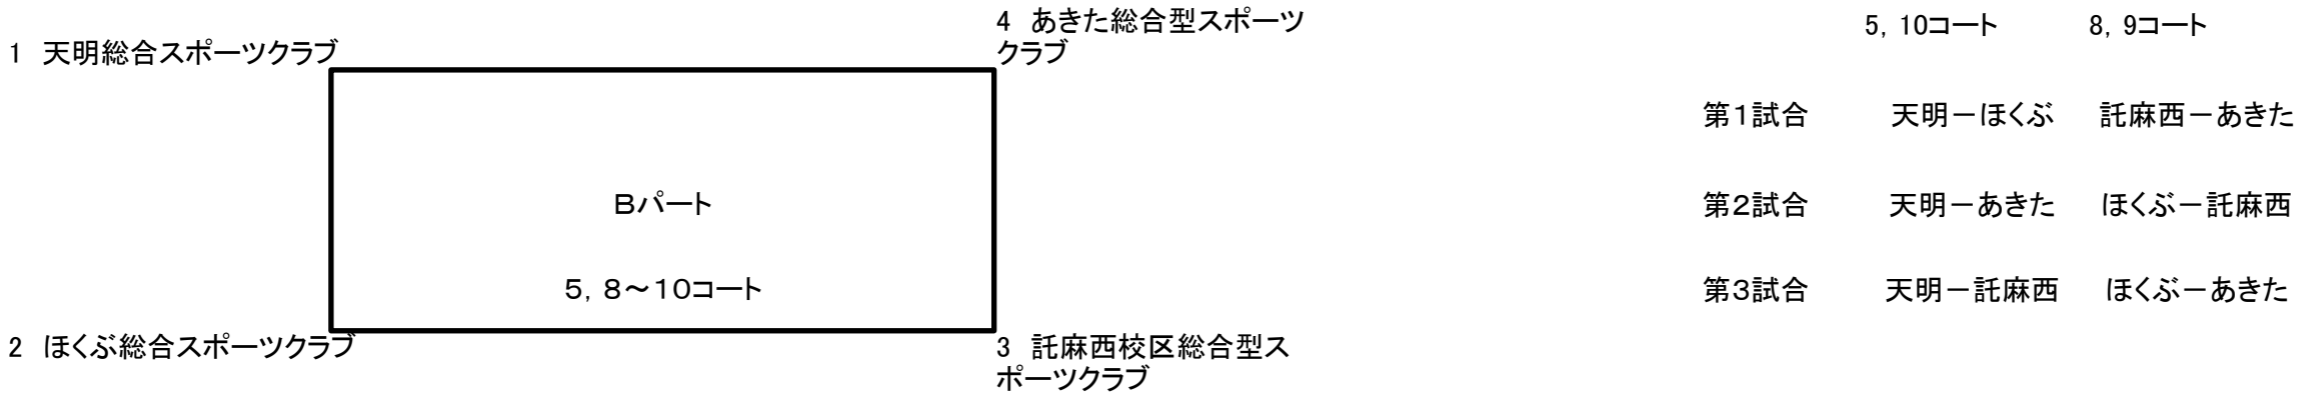 4 あきた総合型スポーツ
クラブ
1 天明総合スポーツクラブ
Bパート
5，8～10コート
2 ほくぶ総合スポーツクラブ
3 託麻西校区総合型ス
ポーツクラブ
5，10コート 8，9コート
第1試合 天明－ほくぶ 託麻西－あきた
第2試合 天明－あきた ほくぶ－託麻西
第3試合 天明－託麻西 ほくぶ－あきた